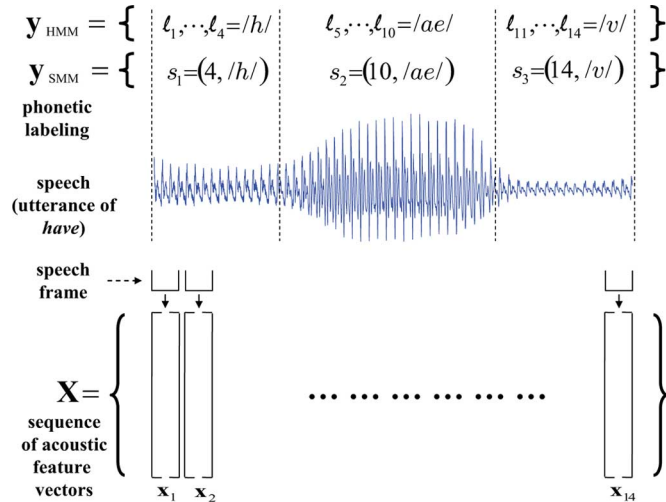 y HMM = { ℓ1,⋯,ℓ4=/h/ ℓ5,⋯,ℓ10=/ae/ ℓ11,⋯,ℓ14=/v/ }
y SMM = { s1=(4, /h/) s2=(10, /ae/) s3=(14, /v/) }
phonetic
labeling
speech
(utterance of
have)
speech
frame
X = { •••  •••  •••  •••  •••  ••• }
sequence
of acoustic
feature
vectors
x1 x2 x14